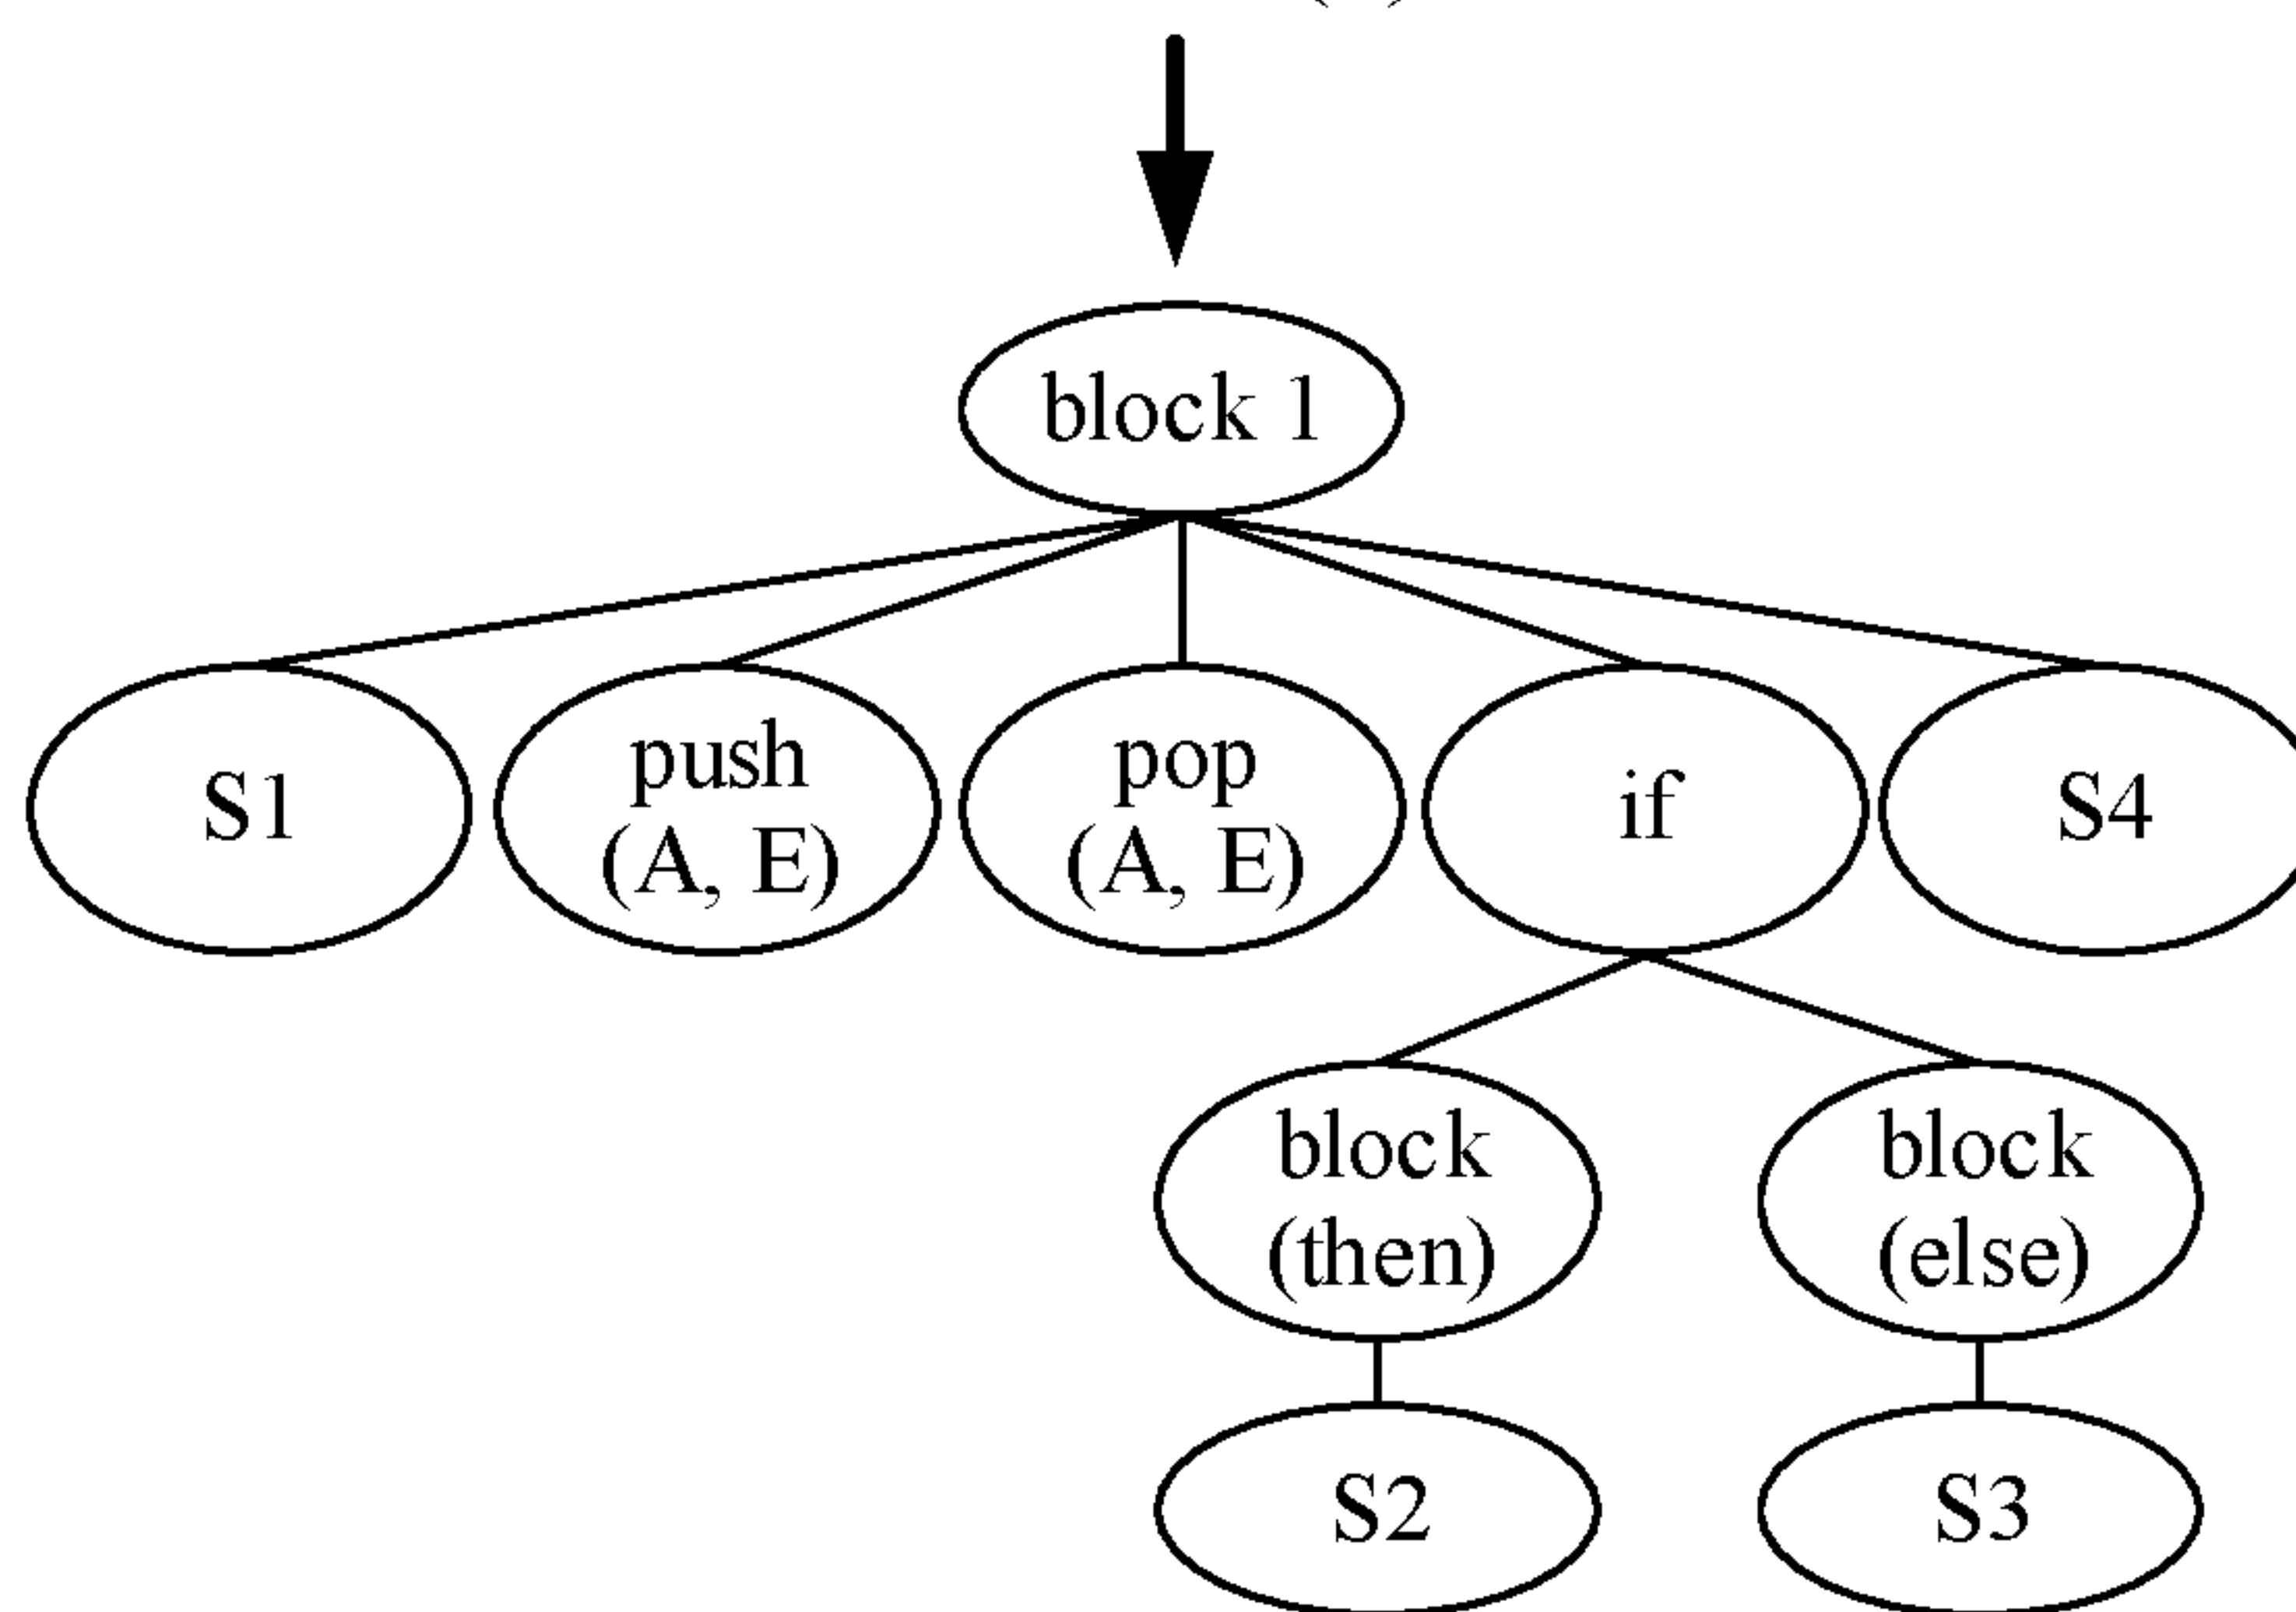 block 1
S1
push
(A, E)
pop
(A, E)
if
S4
block
(then)
block
(else)
S2
S3